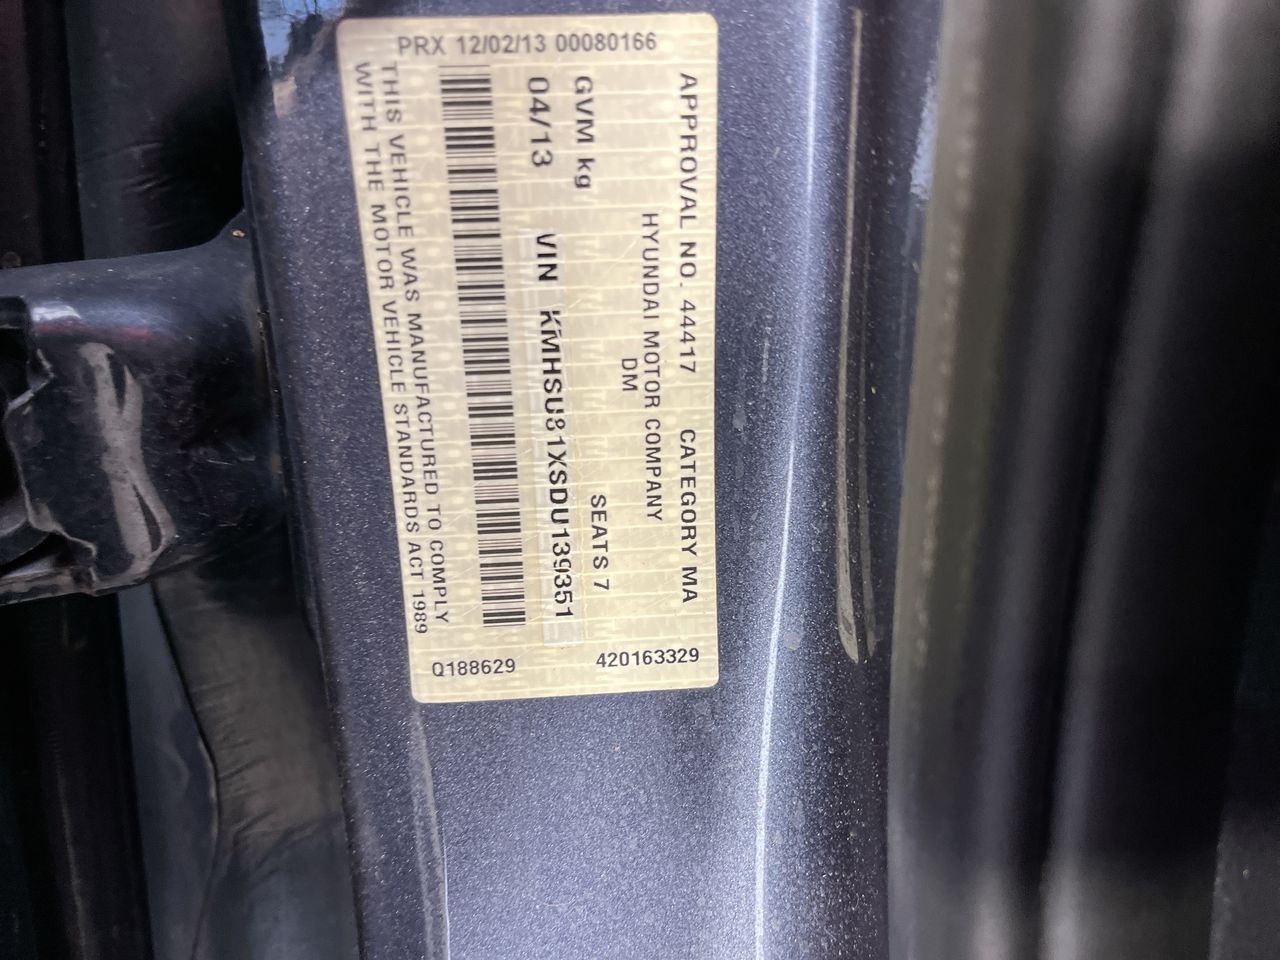 PRX 12/02/13 00080166
APPROVAL NO. 44417 CATEGORY MA
HYUNDAI MOTOR COMPANY
DM
GVM kg SEATS 7
04/13 VIN KMHSU81XSDU139351
THIS VEHICLE WAS MANUFACTURED TO COMPLY
WITH THE MOTOR VEHICLE STANDARDS ACT 1989
Q188629 420163329